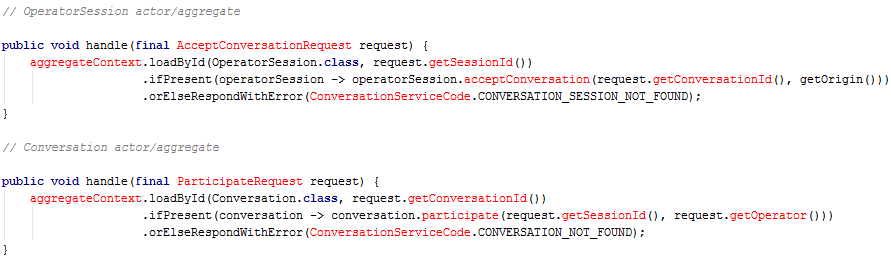 // OperatorSession actor/aggregate
public void handle(final AcceptConversationRequest request) {
aggregateContext.loadById(OperatorSession.class, request.getSessionId())
.ifPresent(operatorSession -> operatorSession.acceptConversation(request.getConversationId(), getOrigin()))
.orElseRespondWithError(ConversationServiceCode.CONVERSATION_SESSION_NOT_FOUND);
}
// Conversation actor/aggregate
public void handle(final ParticipateRequest request) {
aggregateContext.loadById(Conversation.class, request.getConversationId())
.ifPresent(conversation -> conversation.participate(request.getSessionId(), request.getOperator()))
.orElseRespondWithError(ConversationServiceCode.CONVERSATION_NOT_FOUND);
}